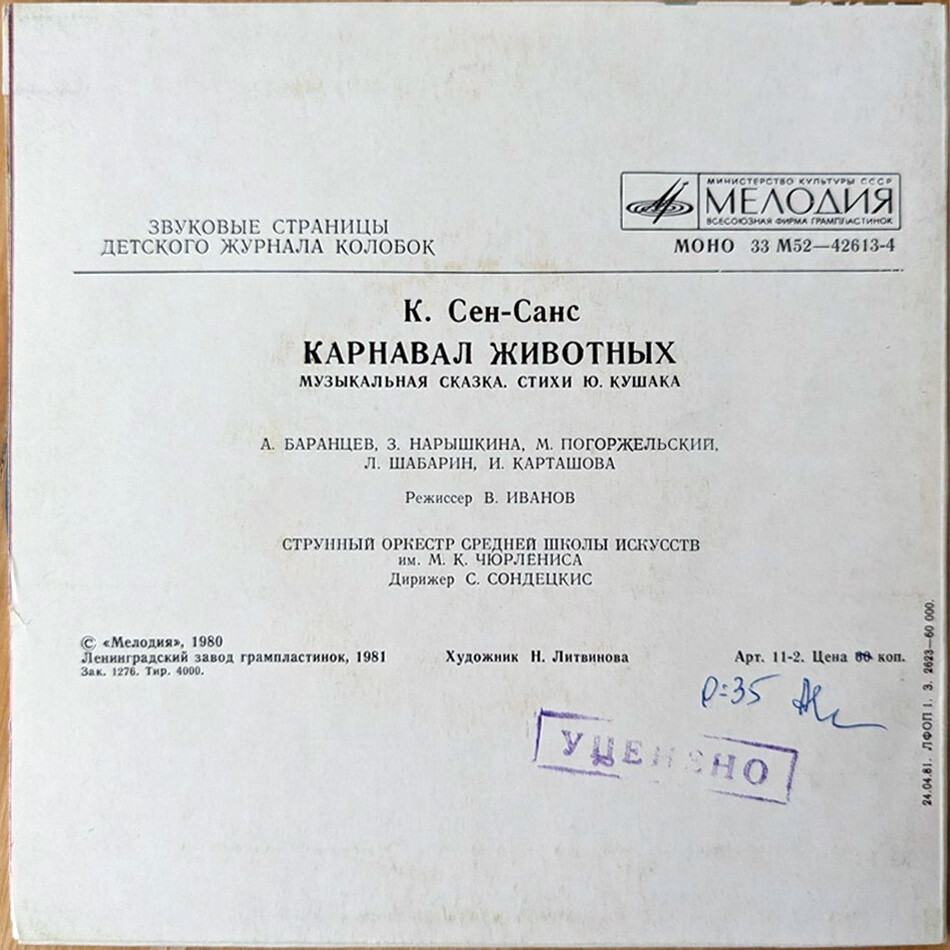 МИНИСТЕРСТВО КУЛЬТУРЫ СССР
МЕЛОДИЯ
ВСЕСОЮЗНАЯ ФИРМА ГРАМПЛАСТИНОК
МОНО 33 М52—42613-4
ЗВУКОВЫЕ СТРАНИЦЫ
ДЕТСКОГО ЖУРНАЛА КОЛОБОК
К. Сен-Санс
КАРНАВАЛ ЖИВОТНЫХ
МУЗЫКАЛЬНАЯ СКАЗКА. СТИХИ Ю. КУШАКА
А. БАРАНЦЕВ, З. НАРЫШКИНА, М. ПОГОРЖЕЛЬСКИЙ,
Л. ШАБАРИН, И. КАРТАШОВА
Режиссер В. ИВАНОВ
СТРУННЫЙ ОРКЕСТР СРЕДНЕЙ ШКОЛЫ ИСКУССТВ
им. М. К. ЧЮРЛЕНИСА
Дирижер С. СОНДЕЦКИС
© «Мелодия», 1980
Ленинградский завод грампластинок, 1981
Зак. 1276. Тир. 4000.
Художник Н. Литвинова
Арт. 11-2. Цена коп.
р=35
УЦЕНЕНО
24.04.81. ЛФОП 1. З. 2623—60 000.